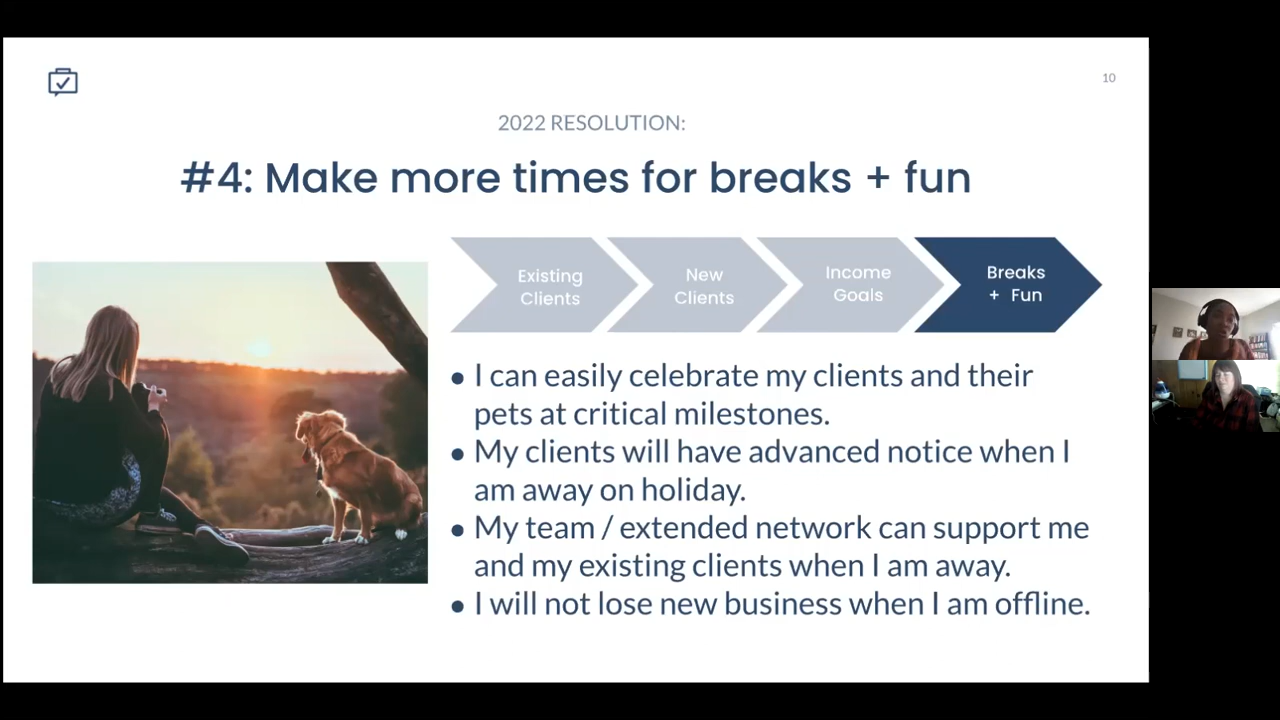 10
2022 RESOLUTION:
#4: Make more times for breaks + fun
Existing
Clients
New
Clients
Income
Goals
Breaks
+ Fun
● I can easily celebrate my clients and their
pets at critical milestones.
● My clients will have advanced notice when I
am away on holiday.
● My team / extended network can support me
and my existing clients when I am away.
● I will not lose new business when I am offline.